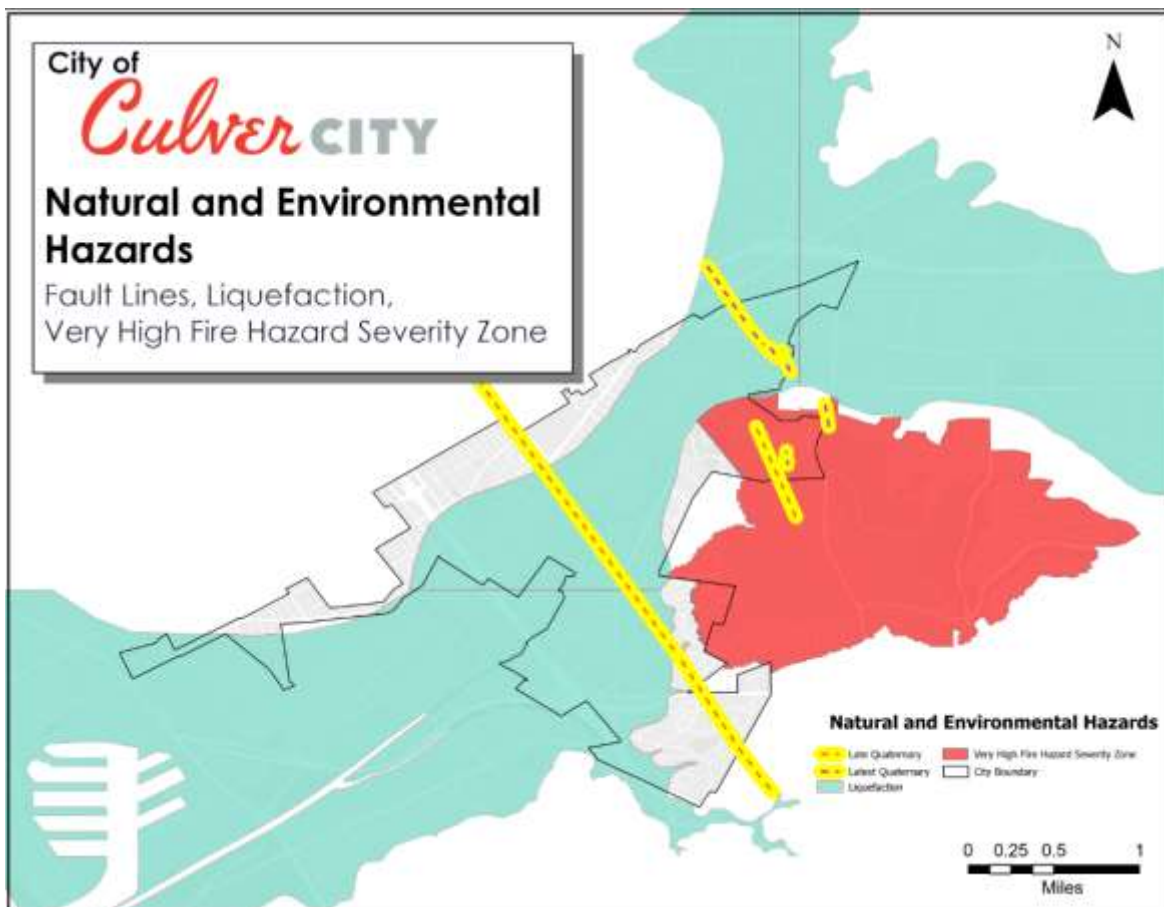 City of
Culver CITY
Natural and Environmental
Hazards
Fault Lines, Liquefaction,
Very High Fire Hazard Severity Zone
N
Natural and Environmental Hazards
Late Quaternary
Very High Fire Hazard Severity Zone
Latest Quaternary
City Boundary
Liquefaction
0 0.25 0.5 1
Miles